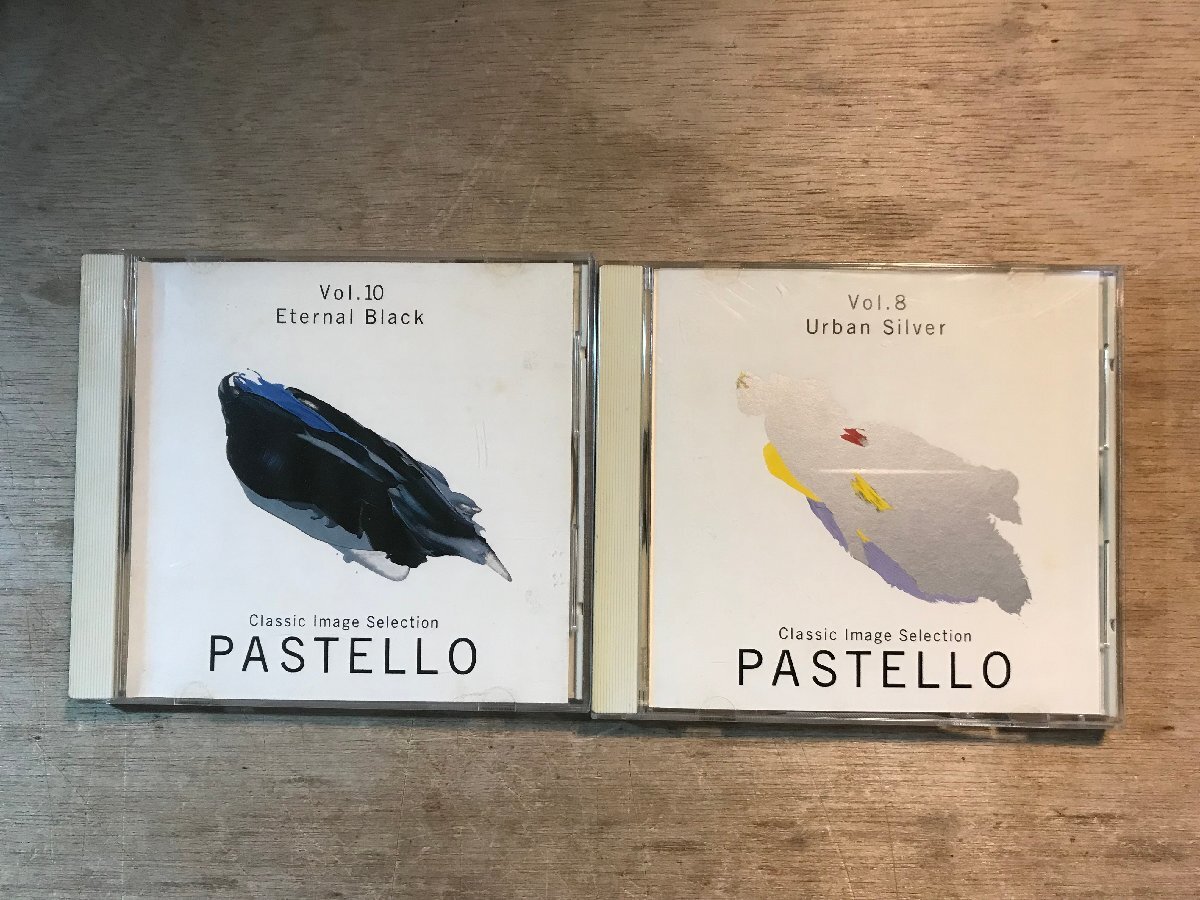 Vol.10
Eternal Black
Classic Image Selection
PASTELLO
Vol.8
Urban Silver
Classic Image Selection
PASTELLO